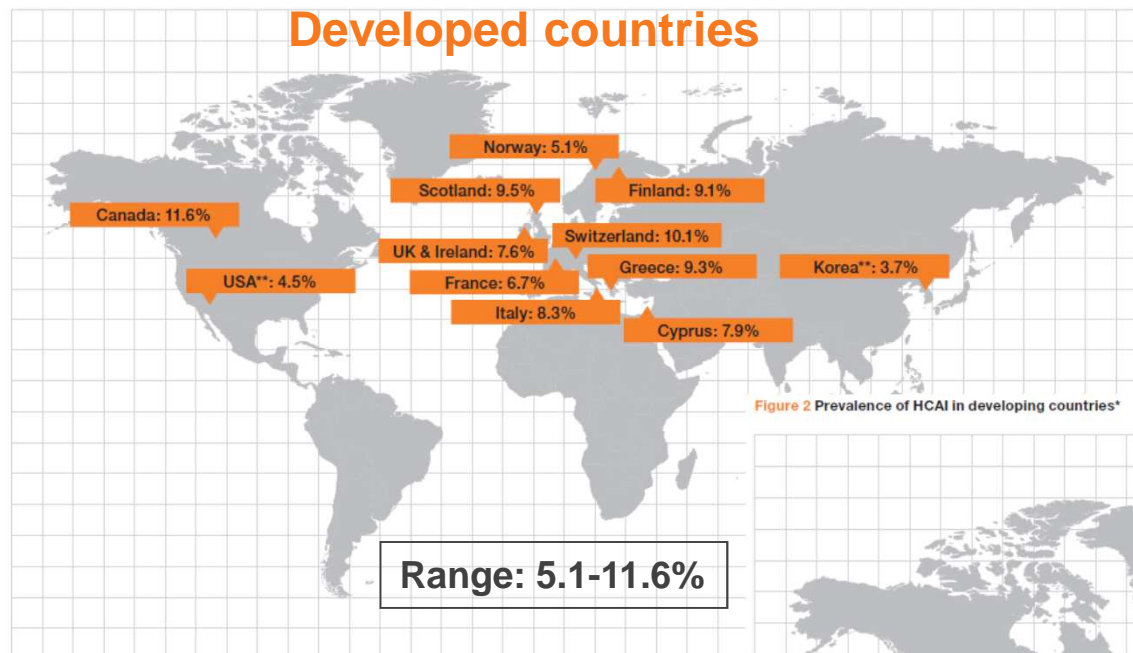 Developed countries
Norway: 5.1%
Scotland: 9.5%
Finland: 9.1%
Canada: 11.6%
Switzerland: 10.1%
UK & Ireland: 7.6%
Greece: 9.3%
Korea**: 3.7%
USA**: 4.5%
France: 6.7%
Italy: 8.3%
Cyprus: 7.9%
Figure 2 Prevalence of HCAI in developing countries*
Range: 5.1-11.6%